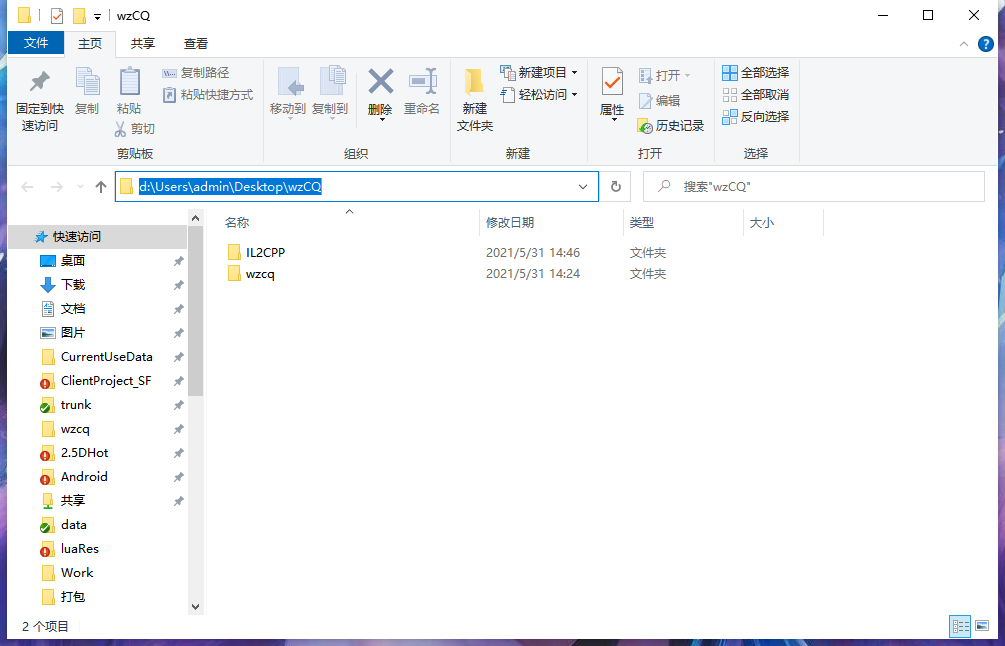 wzCQ
文件 主页 共享 查看
固定到快速访问
复制
粘贴
复制路径
粘贴快捷方式
剪切
剪贴板
移动到
复制到
删除
重命名
组织
新建文件夹
新建项目
轻松访问
新建
属性
打开
编辑
历史记录
打开
全部选择
全部取消
反向选择
选择
d:\Users\admin\Desktop\wzCQ
搜索"wzCQ"
名称 修改日期 类型 大小
IL2CPP 2021/5/31 14:46 文件夹
wzcq 2021/5/31 14:24 文件夹
快速访问
桌面
下载
文档
图片
CurrentUseData
ClientProject_SF
trunk
wzcq
2.5DHot
Android
共享
data
luaRes
Work
打包
2 个项目